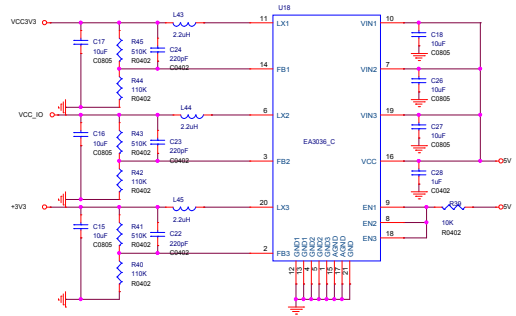 U18
VCC3V3
L43
2.2uH
11
LX1
VIN1
10
C17
10uF
C0805
R45
510K
R0402
C24
220pF
C0402
C18
10uF
C0805
14
FB1
VIN2
7
R44
110K
R0402
C26
10uF
C0805
VCC_IO
L44
2.2uH
6
LX2
VIN3
19
C16
10uF
C0805
R43
510K
R0402
C23
220pF
C0402
EA3036_C
C27
10uF
C0805
3
FB2
VCC
16
5V
R42
110K
R0402
C28
1uF
C0402
+3V3
L45
2.2uH
20
LX3
EN1
9
R39
5V
10K
R0402
EN2
8
EN3
18
C15
10uF
C0805
R41
510K
R0402
C22
220pF
C0402
2
FB3
R40
110K
R0402
GND1
GND1
GND2
GND2
GND3
AGND
AGND
GND
12
13
4
5
1
15
17
21